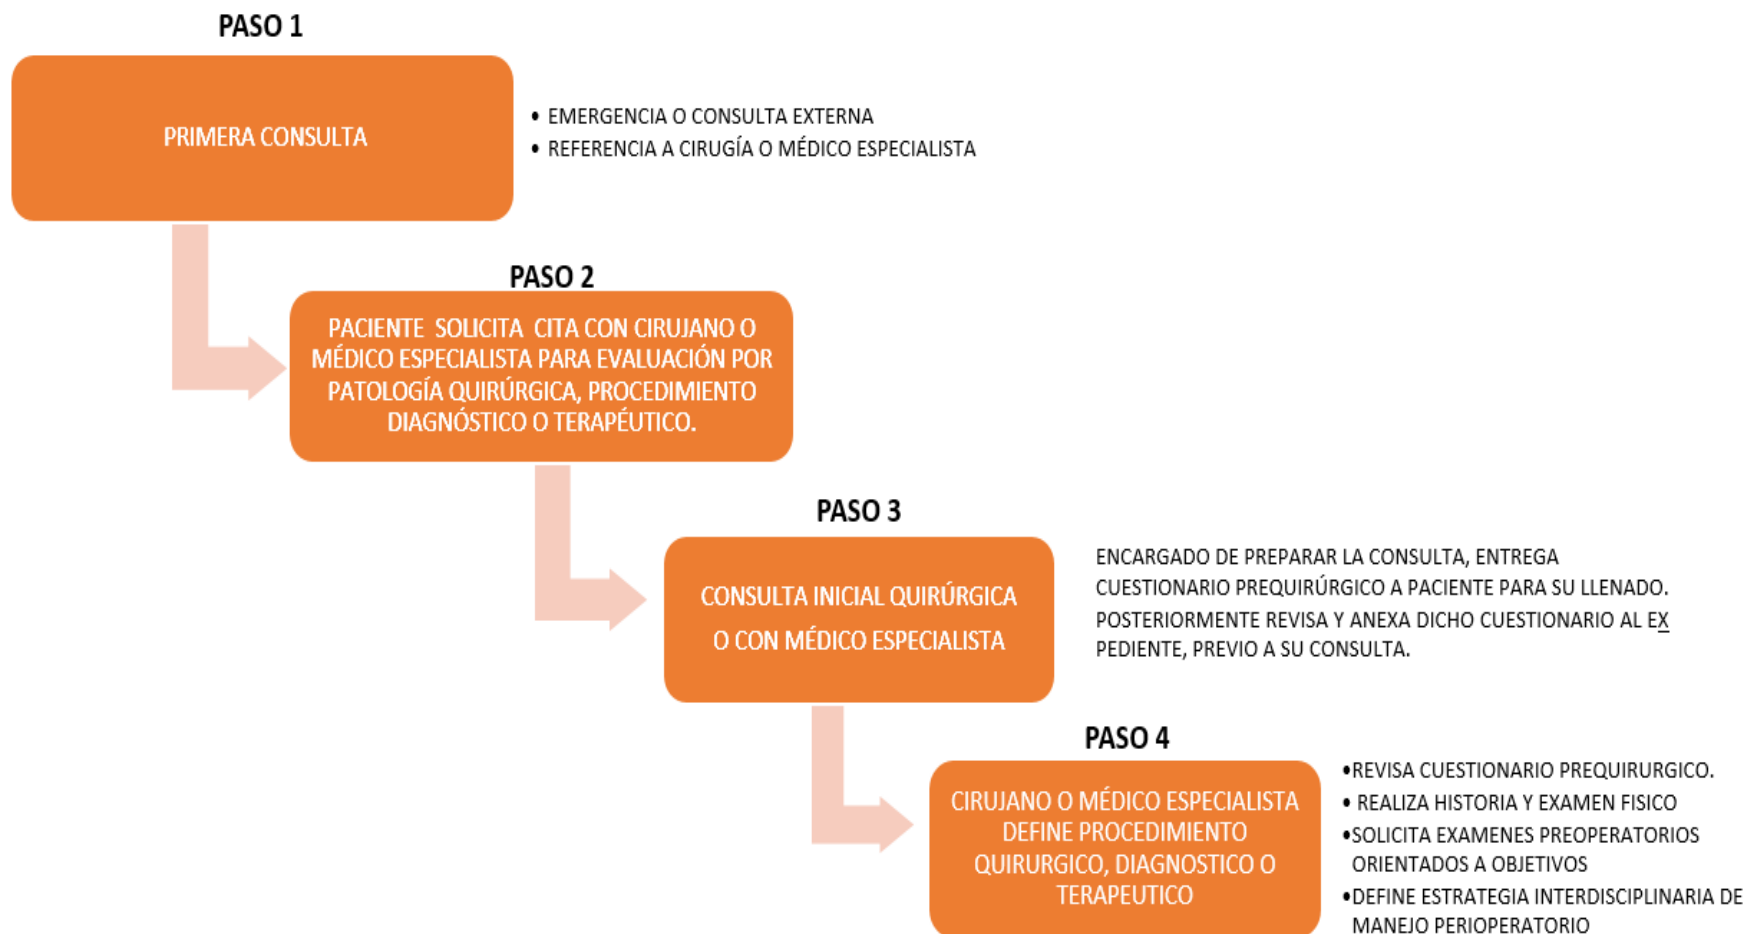 PASO 1
PRIMERA CONSULTA
• EMERGENCIA O CONSULTA EXTERNA
• REFERENCIA A CIRUGÍA O MÉDICO ESPECIALISTA
PASO 2
PACIENTE SOLICITA CITA CON CIRUJANO O
MÉDICO ESPECIALISTA PARA EVALUACIÓN POR
PATOLOGÍA QUIRÚRGICA, PROCEDIMIENTO
DIAGNÓSTICO O TERAPÉUTICO.
PASO 3
CONSULTA INICIAL QUIRÚRGICA
O CON MÉDICO ESPECIALISTA
ENCARGADO DE PREPARAR LA CONSULTA, ENTREGA
CUESTIONARIO PREQUIRÚRGICO A PACIENTE PARA SU LLENADO.
POSTERIORMENTE REVISA Y ANEXA DICHO CUESTIONARIO AL EX
PEDIENTE, PREVIO A SU CONSULTA.
PASO 4
CIRUJANO O MÉDICO ESPECIALISTA
DEFINE PROCEDIMIENTO
QUIRURGICO, DIAGNOSTICO O
TERAPEUTICO
•REVISA CUESTIONARIO PREQUIRURGICO.
• REALIZA HISTORIA Y EXAMEN FISICO
•SOLICITA EXAMENES PREOPERATORIOS
ORIENTADOS A OBJETIVOS
•DEFINE ESTRATEGIA INTERDISCIPLINARIA DE
MANEJO PERIOPERATORIO